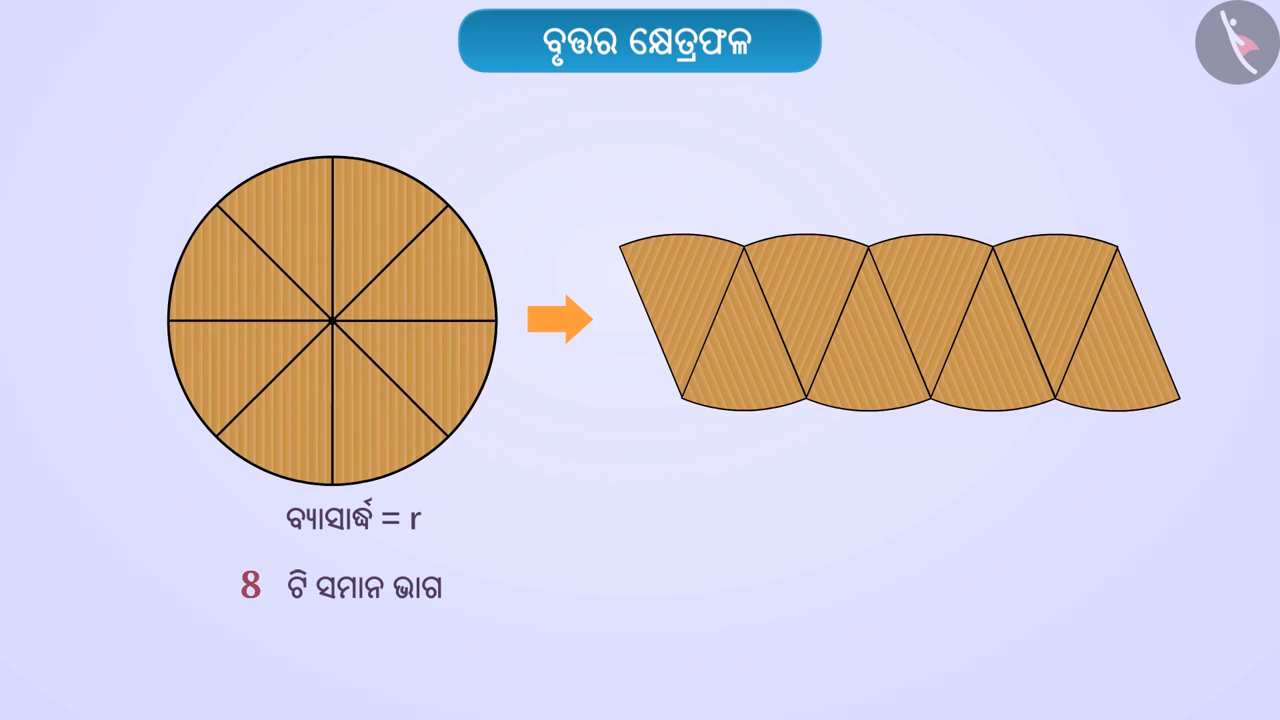 ବୃତ୍ତର କ୍ଷେତ୍ରଫଳ
ବ୍ୟାସାର୍ଦ୍ଧ = r
8 ଟି ସମାନ ଭାଗ